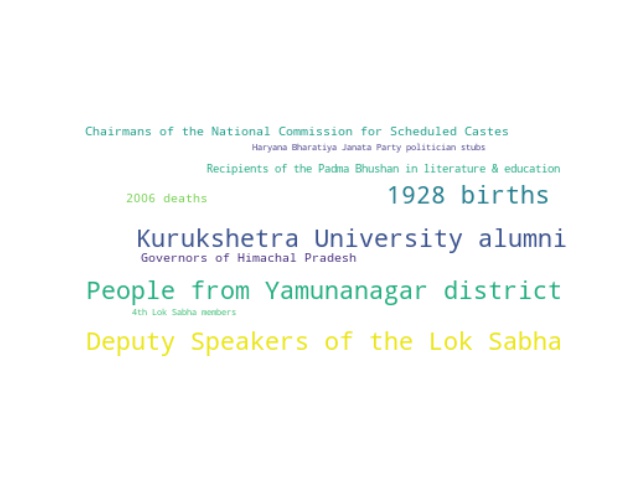 Chairmans of the National Commission for Scheduled Castes
Haryana Bharatiya Janata Party politician stubs
Recipients of the Padma Bhushan in literature & education
2006 deaths 1928 births
Kurukshetra University alumni
Governors of Himachal Pradesh
People from Yamunanagar district
4th Lok Sabha members
Deputy Speakers of the Lok Sabha